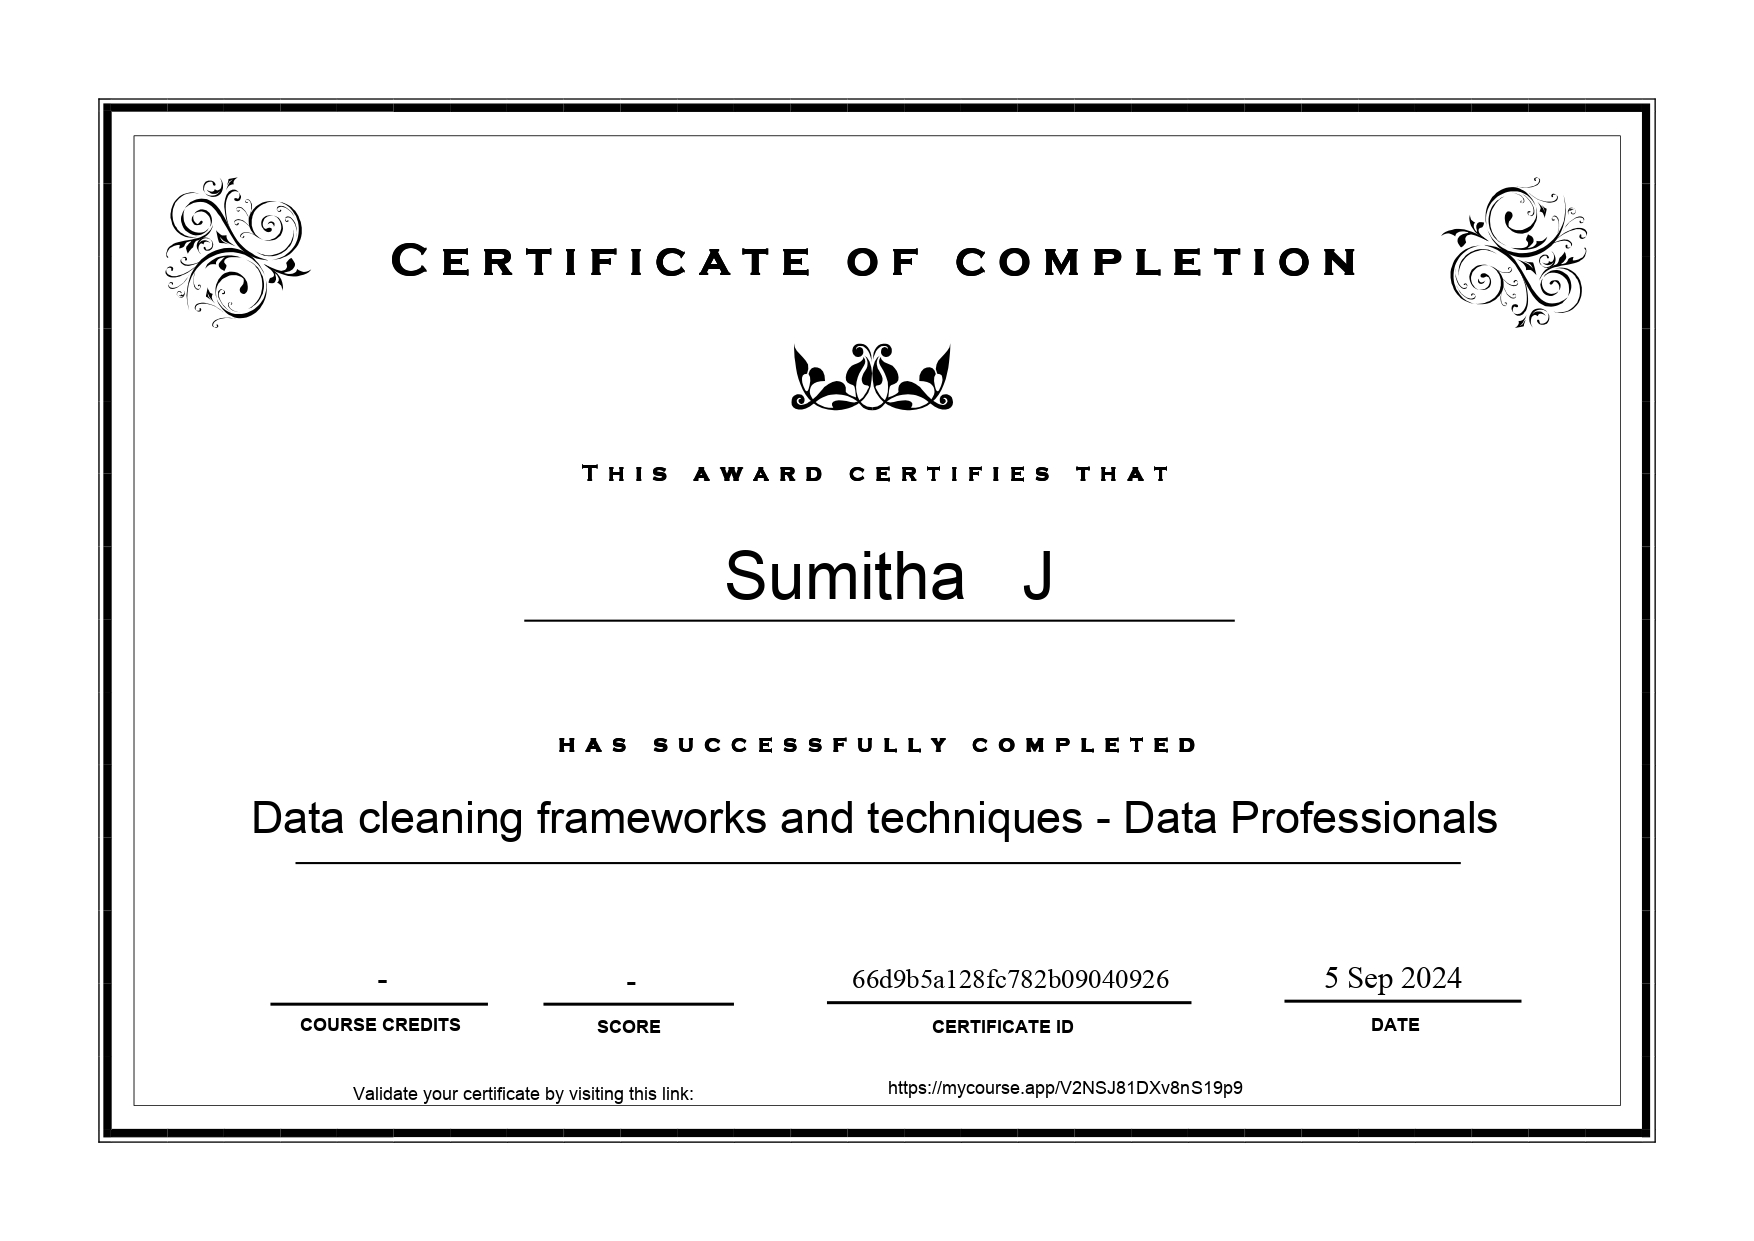 CERTIFICATE OF COMPLETION
THIS AWARD CERTIFIES THAT
Sumitha J
HAS SUCCESSFULLY COMPLETED
Data cleaning frameworks and techniques - Data Professionals
- - 66d9b5a128fc782b09040926 5 Sep 2024
COURSE CREDITS SCORE CERTIFICATE ID DATE
Validate your certificate by visiting this link: https://mycourse.app/V2NSJ81DXv8nS19p9